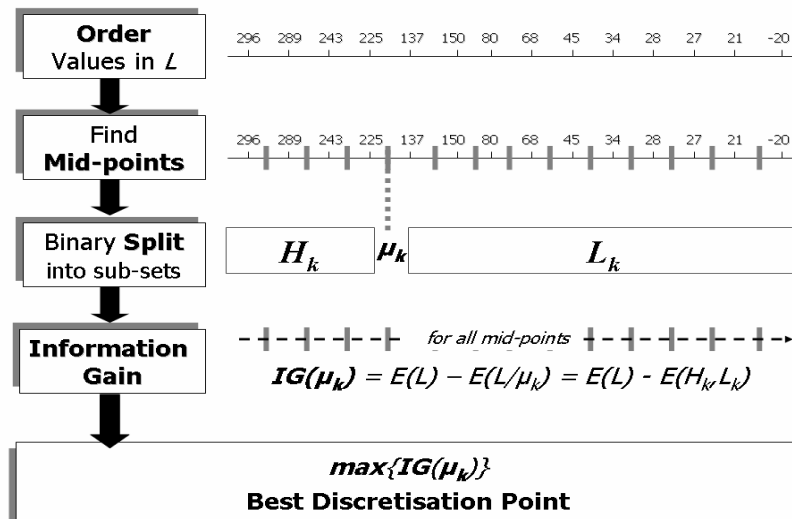 Order
Values in L
296 289 243 225 137 150 80 68 45 34 28 27 21 -20
Find
Mid-points
296 289 243 225 137 150 80 68 45 34 28 27 21 -20
Binary Split
into sub-sets
Hk μk Lk
Information
Gain
for all mid-points
IG(μk) = E(L) – E(L/μk) = E(L) - E(Hk,Lk)
max{IG(μk)}
Best Discretisation Point